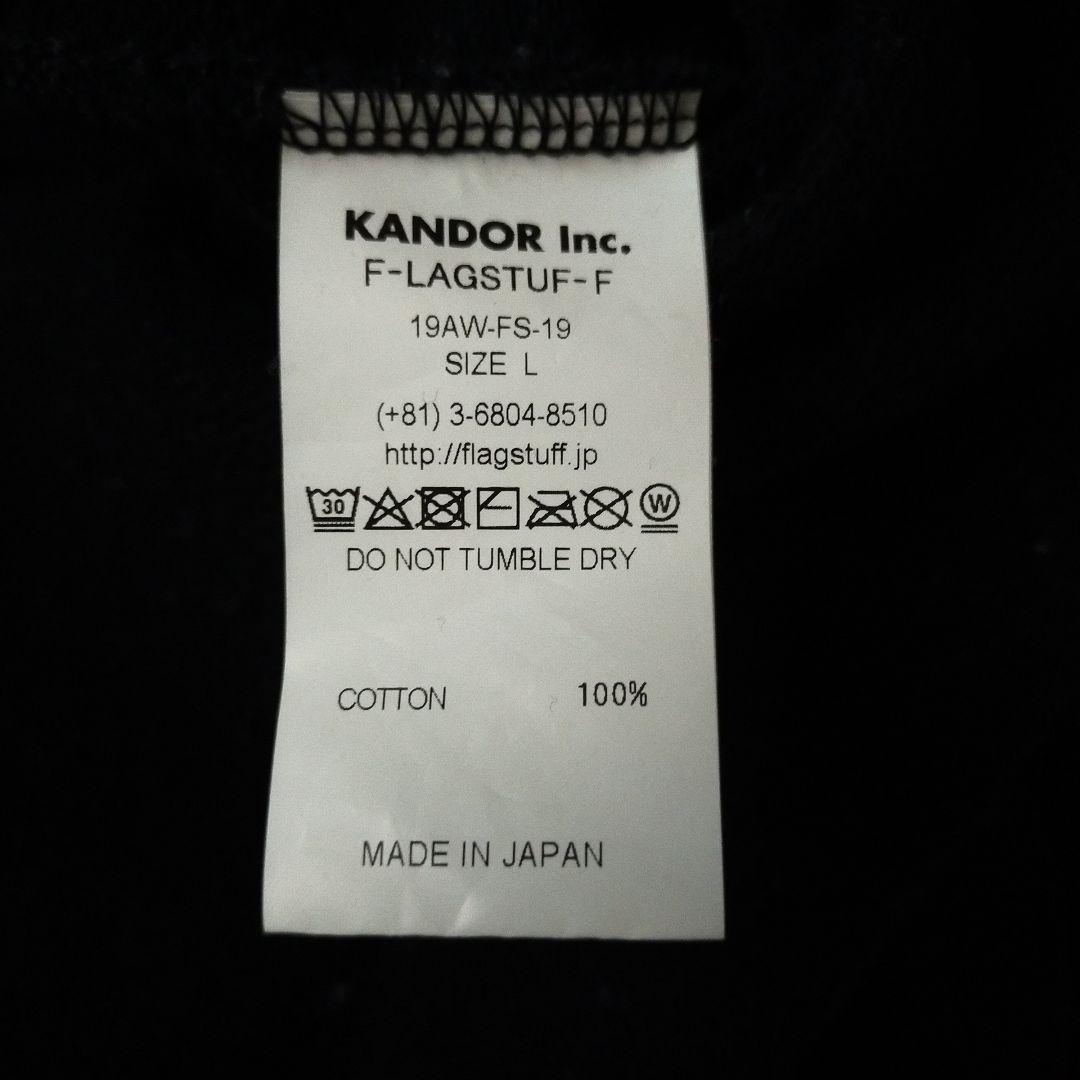 KANDOR Inc.
F-LAGSTUF-F
19AW-FS-19
SIZE L
(+81) 3-6804-8510
http://flagstuff.jp
30 W
DO NOT TUMBLE DRY
COTTON 100%
MADE IN JAPAN